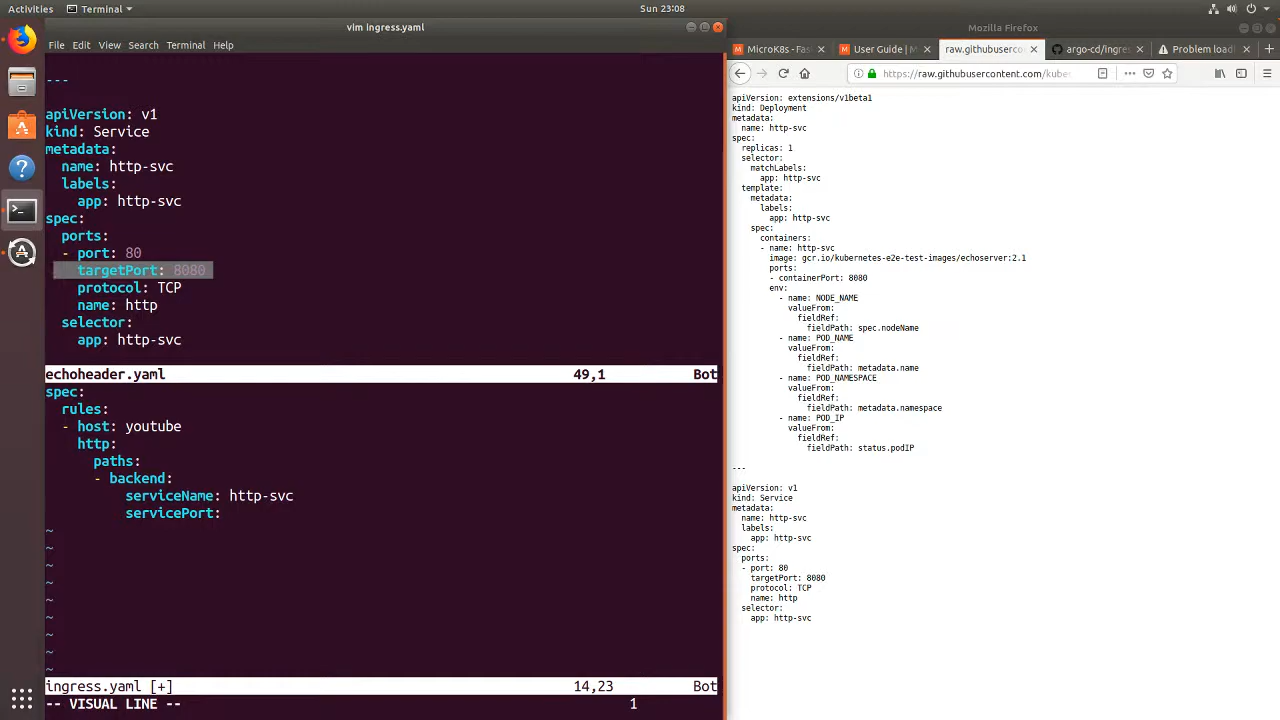 Activities
Terminal
Sun 23:08
vim ingress.yaml
File Edit View Search Terminal Help
---
apiVersion: v1
kind: Service
metadata:
  name: http-svc
  labels:
    app: http-svc
spec:
  ports:
  - port: 80
    targetPort: 8080
    protocol: TCP
    name: http
  selector:
    app: http-svc
echoheader.yaml 49,1 Bot
spec:
  rules:
  - host: youtube
    http:
      paths:
      - backend:
          serviceName: http-svc
          servicePort:
~
~
~
~
~
~
~
~
~
ingress.yaml [+] 14,23 Bot
-- VISUAL LINE -- 1
Mozilla Firefox
MicroK8s - Fas
User Guide | M
raw.githubuserco
argo-cd/ingre
Problem load
https://raw.githubusercontent.com/kube
apiVersion: extensions/v1beta1
kind: Deployment
metadata:
  name: http-svc
spec:
  replicas: 1
  selector:
    matchLabels:
      app: http-svc
  template:
    metadata:
      labels:
        app: http-svc
    spec:
      containers:
      - name: http-svc
        image: gcr.io/kubernetes-e2e-test-images/echoserver:2.1
        ports:
        - containerPort: 8080
        env:
          - name: NODE_NAME
            valueFrom:
              fieldRef:
                fieldPath: spec.nodeName
          - name: POD_NAME
            valueFrom:
              fieldRef:
                fieldPath: metadata.name
          - name: POD_NAMESPACE
            valueFrom:
              fieldRef:
                fieldPath: metadata.namespace
          - name: POD_IP
            valueFrom:
              fieldRef:
                fieldPath: status.podIP
---
apiVersion: v1
kind: Service
metadata:
  name: http-svc
  labels:
    app: http-svc
spec:
  ports:
  - port: 80
    targetPort: 8080
    protocol: TCP
    name: http
  selector:
    app: http-svc